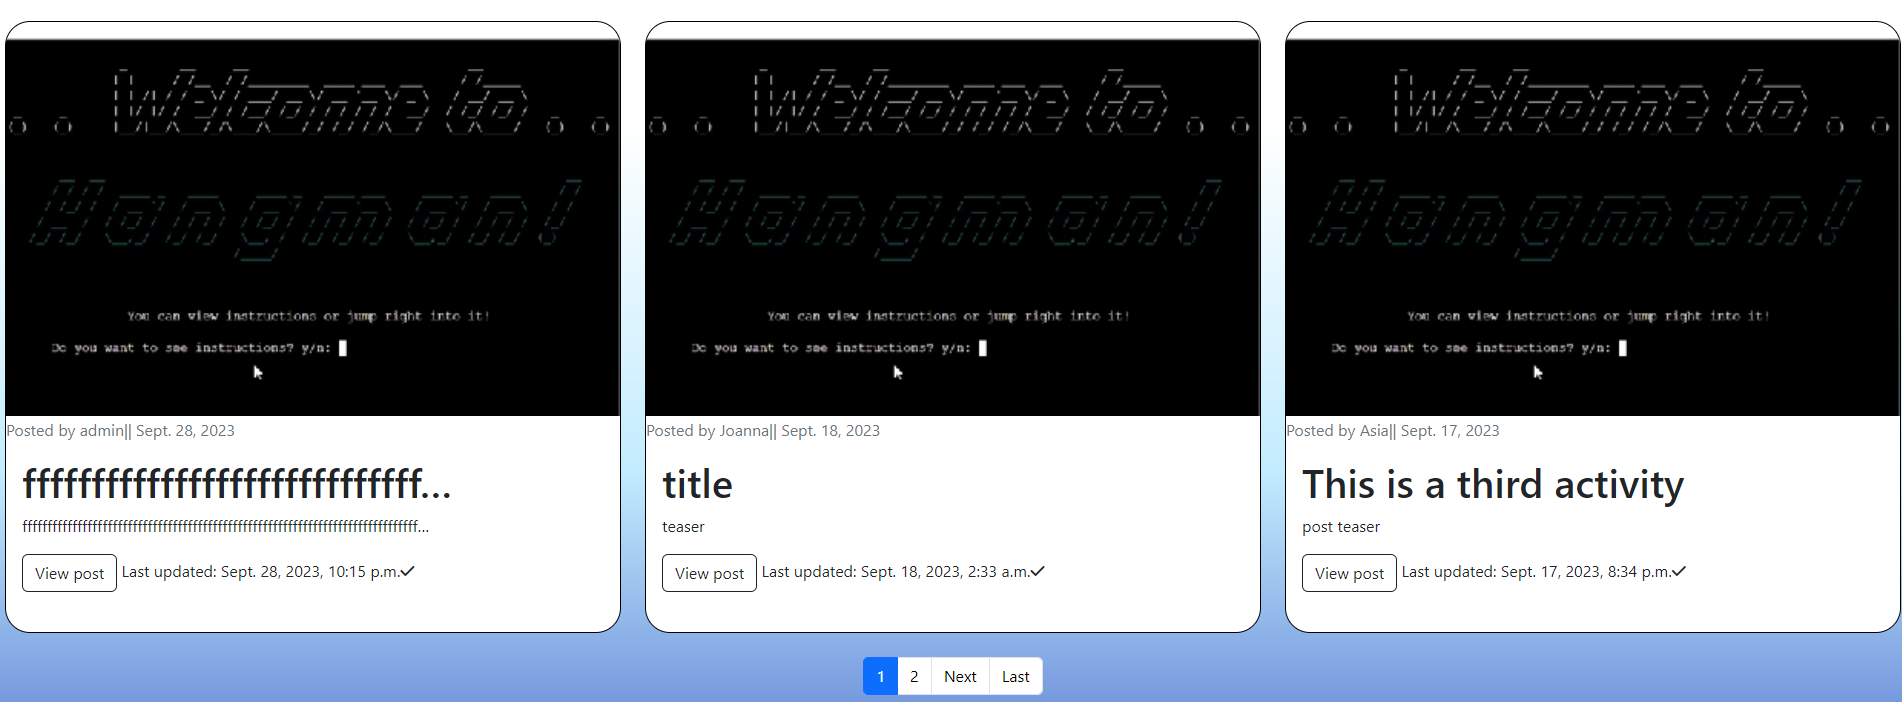 . . Welcome to . .
Hangman!
You can view instructions or jump right into it!
Do you want to see instructions? y/n:
Posted by admin|| Sept. 28, 2023
fffffffffffffffffffffffffffff...
fffffffffffffffffffffffffffffffffffffffffffffffffffffffffffffffffffffffffffffff...
View post Last updated: Sept. 28, 2023, 10:15 p.m.
. . Welcome to . .
Hangman!
You can view instructions or jump right into it!
Do you want to see instructions? y/n:
Posted by Joanna|| Sept. 18, 2023
title
teaser
View post Last updated: Sept. 18, 2023, 2:33 a.m.
. . Welcome to . .
Hangman!
You can view instructions or jump right into it!
Do you want to see instructions? y/n:
Posted by Asia|| Sept. 17, 2023
This is a third activity
post teaser
View post Last updated: Sept. 17, 2023, 8:34 p.m.
1 2 Next Last